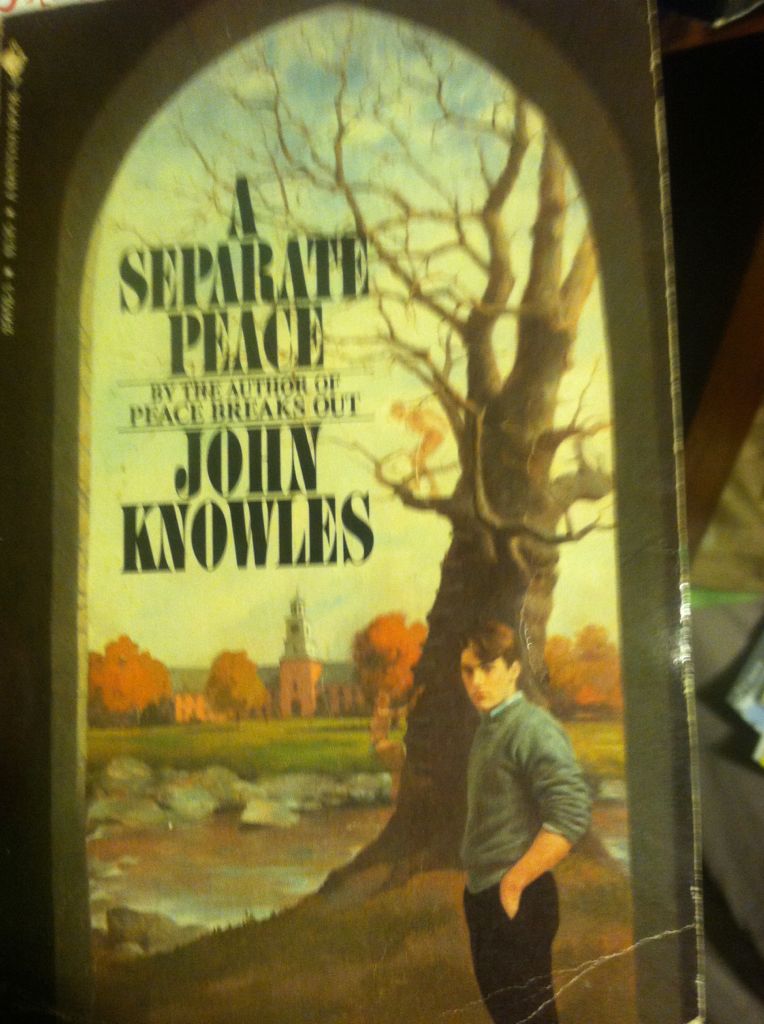 A
SEPARATE
PEACE
BY THE AUTHOR OF
PEACE BREAKS OUT
JOHN
KNOWLES